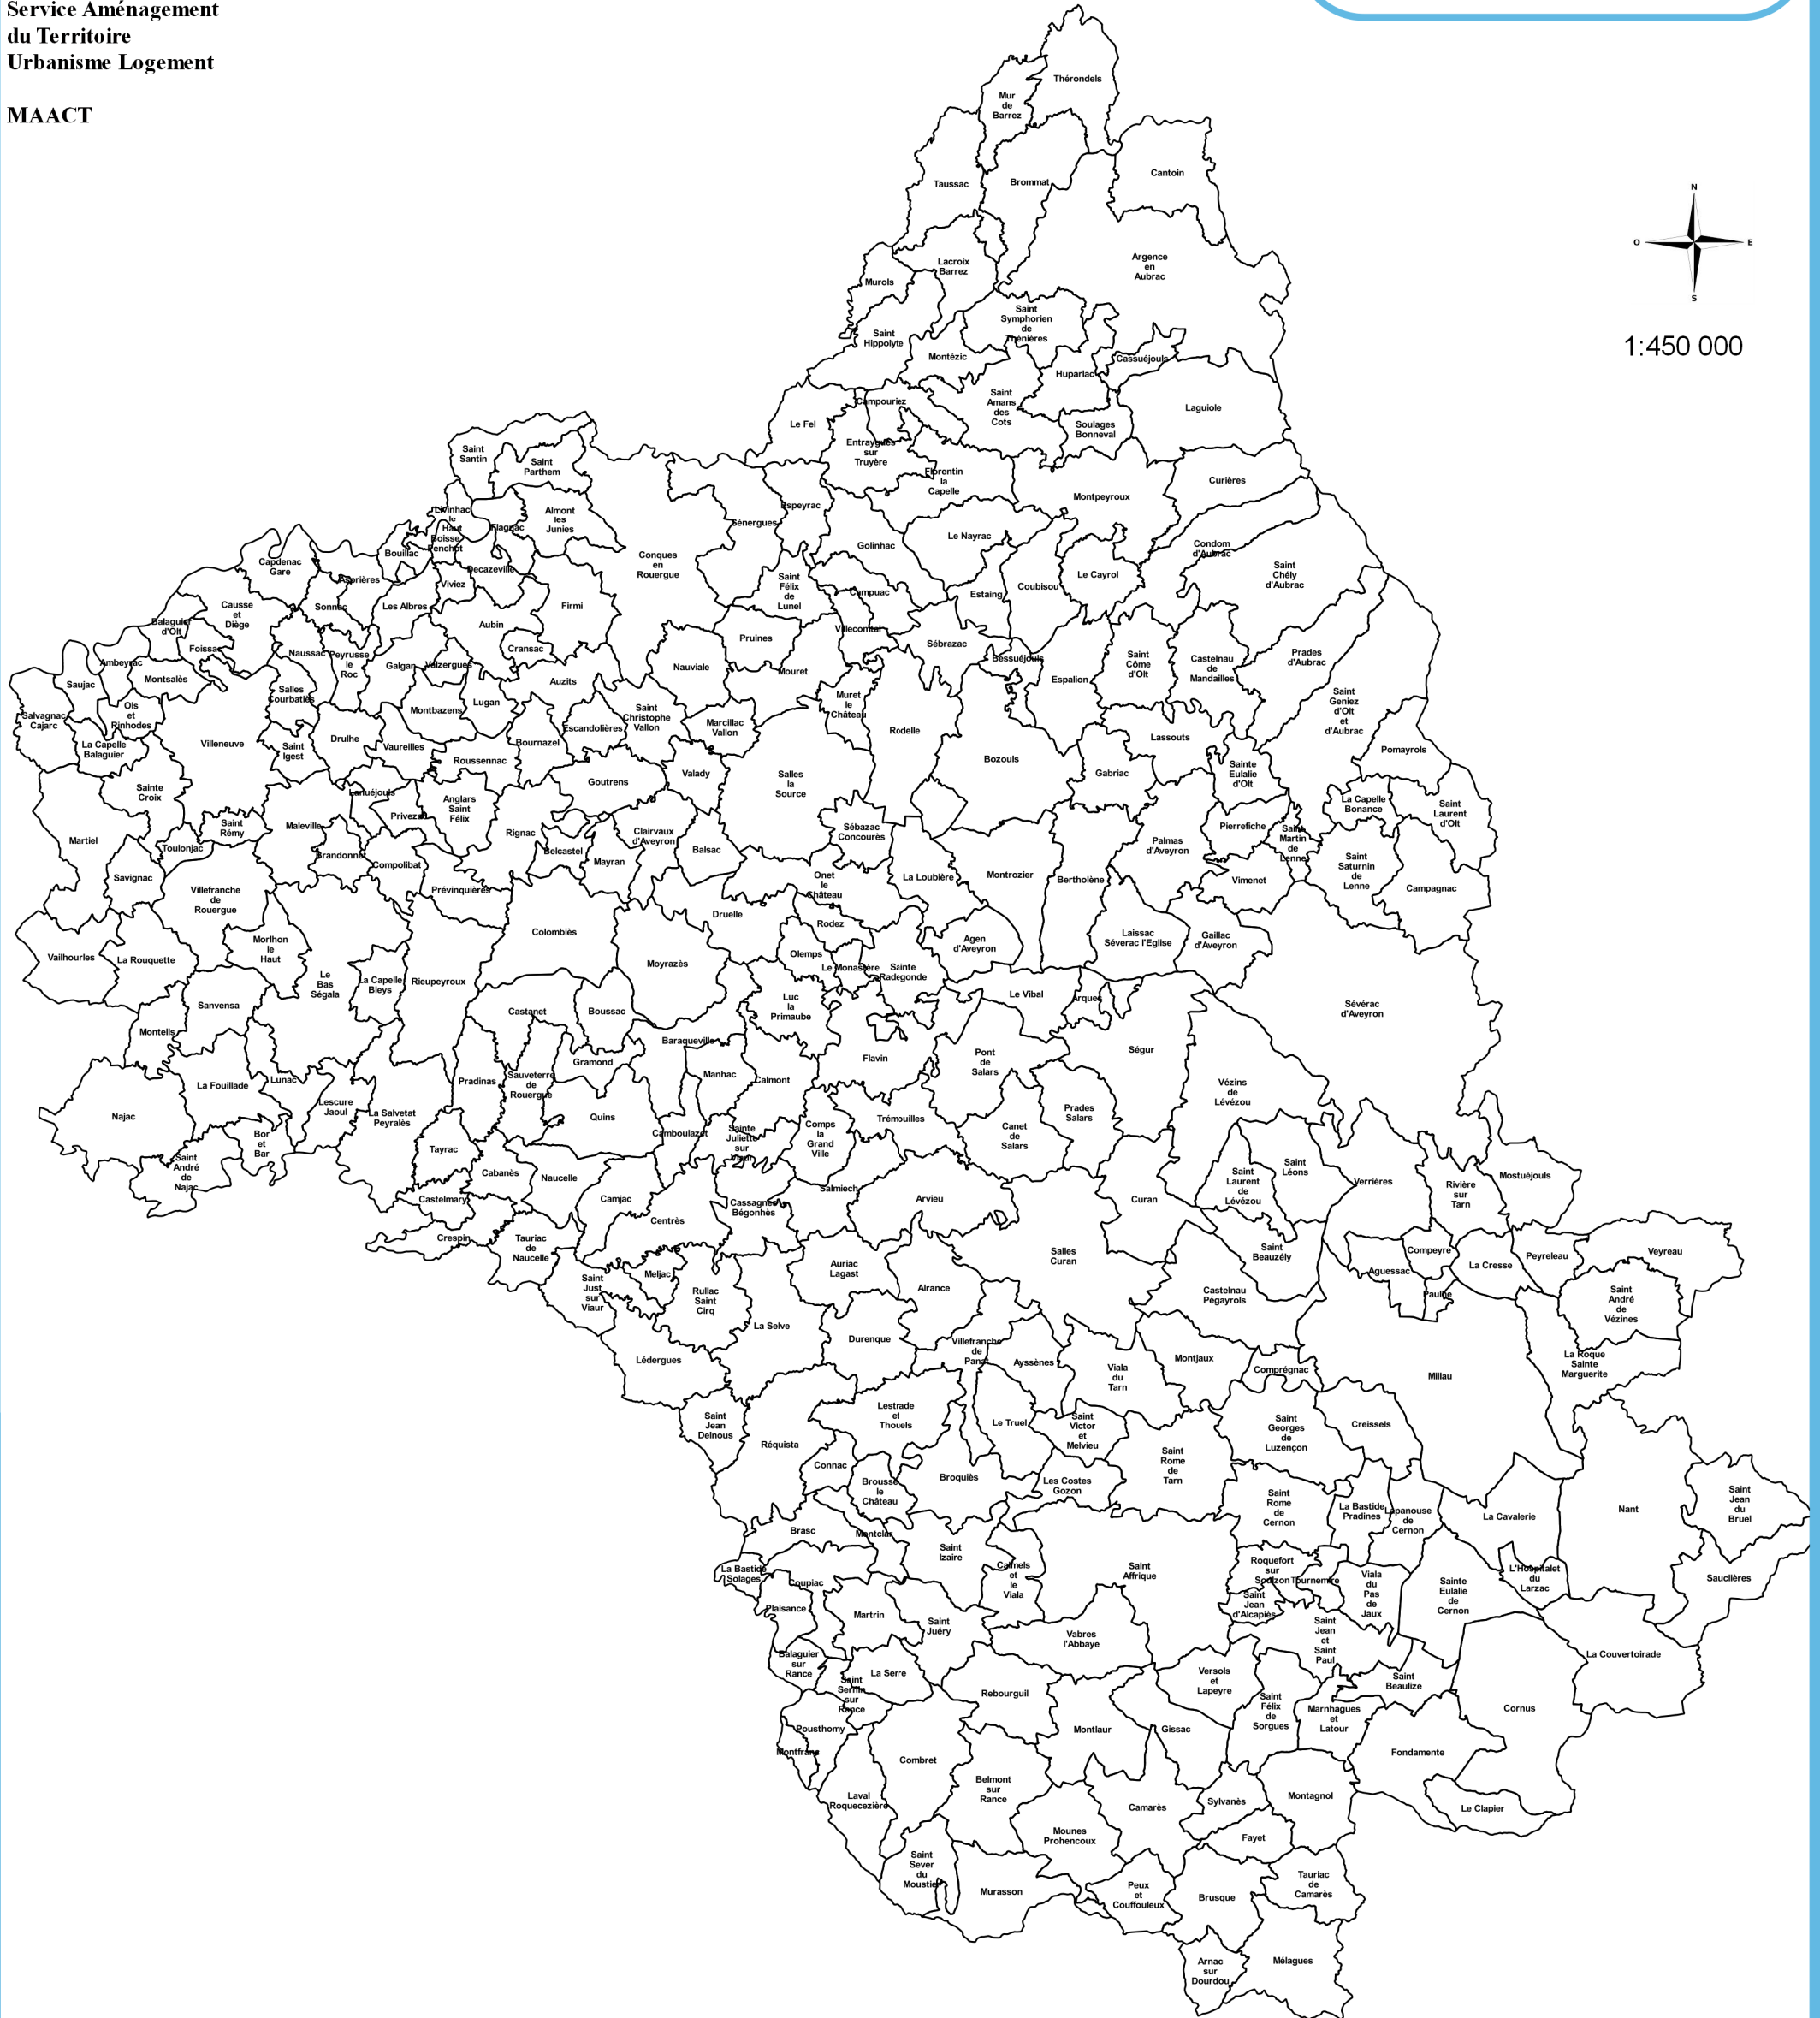 Service Aménagement
du Territoire
Urbanisme Logement
MAACT
N
O
E
S
1:450 000
Thérondels
Mur
de
Barrez
Cantoin
Taussac
Brommat
Argence
en
Aubrac
Lacroix
Barrez
Murols
Saint
Symphorien
de
Thénières
Saint
Hippolyte
Montézic
Cassuéjouls
Huparlac
Campouriez
Saint
Amans
des
Cots
Laguiole
Le Fel
Soulages
Bonneval
Entraygues
sur
Truyère
Saint
Santin
Saint
Parthem
Florentin
la
Capelle
Curières
Montpeyroux
Espeyrac
Livinhac
le
Haut
Almont
les
Junies
Flagnac
Sénergues
Boisse
Penchot
Le Nayrac
Golinhac
Condom
d'Aubrac
Bouillac
Conques
en
Rouergue
Capdenac
Gare
Decazeville
Le Cayrol
Saint
Chély
d'Aubrac
Asprières
Viviez
Saint
Félix
de
Lunel
Campuac
Estaing
Coubisou
Sonnac
Les Albres
Firmi
Causse
et
Diège
Balaguier
d'Olt
Aubin
Villecomtal
Pruines
Sébrazac
Foissac
Cransac
Naussac
Peyrusse
le
Roc
Bessuéjouls
Prades
d'Aubrac
Ambeyrac
Galgan
Valzergues
Nauviale
Mouret
Saint
Côme
d'Olt
Castelnau
de
Mandailles
Montsalès
Saujac
Auzits
Espalion
Salles
Courbatiès
Lugan
Muret
le
Château
Saint
Geniez
d'Olt
et
d'Aubrac
Salvagnac
Cajarc
Ols
et
Rinhodes
Montbazens
Saint
Christophe
Vallon
Escandolières
Marcillac
Vallon
Rodelle
La Capelle
Balaguier
Villeneuve
Saint
Igest
Drulhe
Vaureilles
Bournazel
Lassouts
Pomayrols
Roussennac
Bozouls
Gabriac
Sainte
Eulalie
d'Olt
Valady
Goutrens
Salles
la
Source
Sainte
Croix
Lanuéjouls
Anglars
Saint
Félix
La Capelle
Bonance
Saint
Laurent
d'Olt
Privezac
Saint
Rémy
Maleville
Rignac
Clairvaux
d'Aveyron
Sébazac
Concourès
Pierrefiche
Saint
Martin
de
Lenne
Martiel
Toulonjac
Brandonnet
Belcastel
Mayran
Balsac
Palmas
d'Aveyron
Compolibat
Savignac
Onet
le
Château
La Loubière
Montrozier
Bertholène
Vimenet
Saint
Saturnin
de
Lenne
Campagnac
Villefranche
de
Rouergue
Prévinquières
Druelle
Rodez
Colombiès
Laissac
Séverac l'Eglise
Gaillac
d'Aveyron
Morlhon
le
Haut
Agen
d'Aveyron
Vailhourles
La Rouquette
Olemps
Moyrazès
Le Monastère
Sainte
Radegonde
Le
Bas
Ségala
La Capelle
Bleys
Rieupeyroux
Le Vibal
Arques
Luc
la
Primaube
Sévérac
d'Aveyron
Sanvensa
Castanet
Boussac
Monteils
Baraqueville
Ségur
Flavin
Pont
de
Salars
Gramond
Manhac
Calmont
La Fouillade
Lunac
Pradinas
Sauveterre
de
Rouergue
Vézins
de
Lévézou
Lescure
Jaoul
Najac
La Salvetat
Peyralès
Quins
Prades
Salars
Trémouilles
Camboulazet
Sainte
Juliette
sur
Viaur
Comps
la
Grand
Ville
Canet
de
Salars
Bor
et
Bar
Tayrac
Saint
André
de
Najac
Cabanès
Naucelle
Saint
Laurent
de
Lévézou
Saint
Léons
Verrières
Rivière
sur
Tarn
Mostuéjouls
Castelmary
Camjac
Salmiech
Arvieu
Curan
Cassagnes
Bégonhès
Centrès
Crespin
Tauriac
de
Naucelle
Saint
Beauzély
Compeyre
Veyreau
Peyreleau
Salles
Curan
La Cresse
Aguessac
Auriac
Lagast
Meljac
Saint
Just
sur
Viaur
Alrance
Castelnau
Pégayrols
Paulhe
Rullac
Saint
Cirq
Saint
André
de
Vézines
La Selve
Durenque
Villefranche
de
Panat
Lédergues
Ayssènes
Montjaux
Viala
du
Tarn
Comprégnac
Millau
La Roque
Sainte
Marguerite
Saint
Jean
Delnous
Lestrade
et
Thouels
Le Truel
Saint
Victor
et
Melvieu
Saint
Georges
de
Luzençon
Creissels
Réquista
Connac
Broquiès
Saint
Rome
de
Tarn
Les Costes
Gozon
Brousse
le
Château
Saint
Rome
de
Cernon
La Bastide
Pradines
Lapanouse
de
Cernon
La Cavalerie
Nant
Saint
Jean
du
Bruel
Brasc
Montclar
Saint
Izaire
Calmels
et
le
Viala
Saint
Affrique
Roquefort
sur
Soulzon
Tournemire
La Bastide
Solages
Coupiac
Viala
du
Pas
de
Jaux
Sainte
Eulalie
de
Cernon
L'Hospitalet
du
Larzac
Sauclières
Saint
Jean
d'Alcapiès
Plaisance
Martrin
Saint
Juéry
Vabres
l'Abbaye
Saint
Jean
et
Saint
Paul
La Couvertoirade
Balaguier
sur
Rance
La Serre
Saint
Sernin
sur
Rance
Versols
et
Lapeyre
Saint
Beaulize
Rebourguil
Saint
Félix
de
Sorgues
Marnhagues
et
Latour
Cornus
Pousthomy
Montlaur
Gissac
Montfranc
Combret
Fondamente
Belmont
sur
Rance
Laval
Roquecezière
Camarès
Sylvanès
Montagnol
Le Clapier
Mounes
Prohencoux
Fayet
Saint
Sever
du
Moustier
Murasson
Peux
et
Couffouleux
Brusque
Tauriac
de
Camarès
Arnac
sur
Dourdou
Mélagues